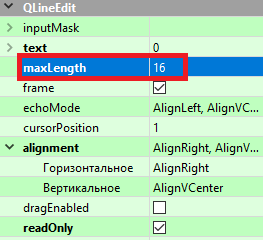 QLineEdit
inputMask
text 0
maxLength 16
frame
echoMode AlignLeft, AlignVC...
cursorPosition 1
alignment AlignRight, AlignV...
Горизонтальное AlignRight
Вертикальное AlignVCenter
dragEnabled
readOnly